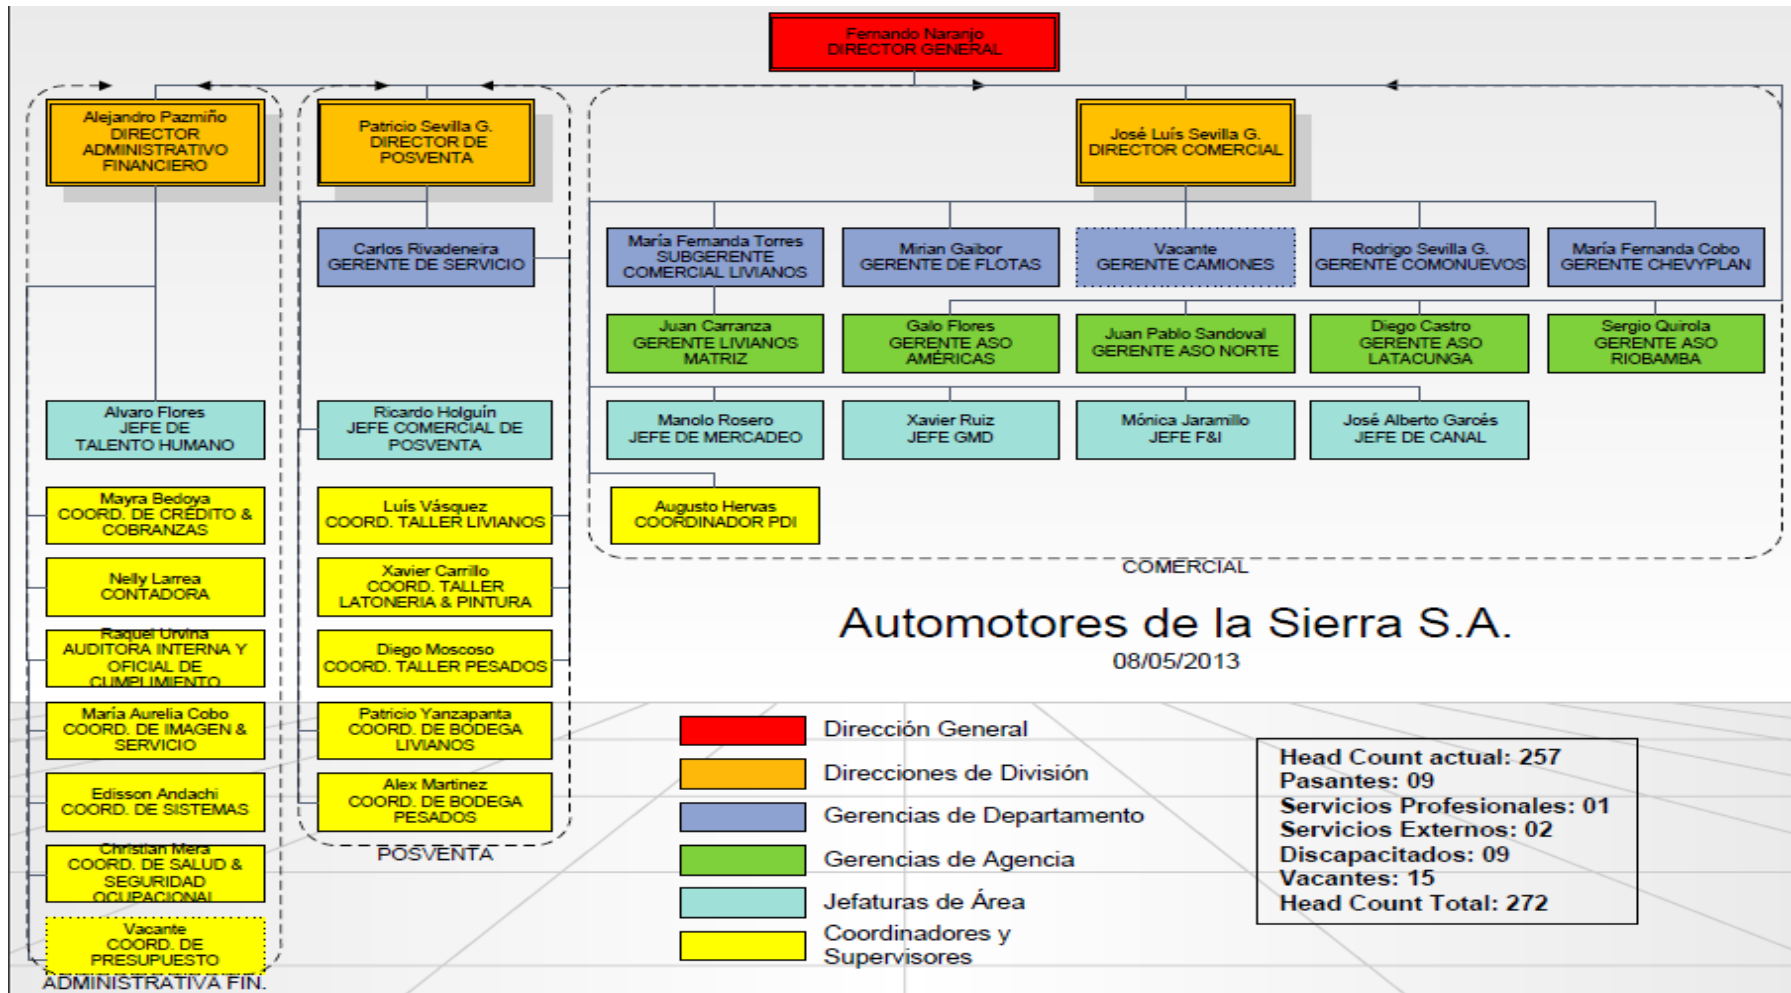 Fernando Naranjo
DIRECTOR GENERAL
Alejandro Pazmiño
DIRECTOR
ADMINISTRATIVO
FINANCIERO
Patricio Sevilla G.
DIRECTOR DE
POSVENTA
José Luís Sevilla G.
DIRECTOR COMERCIAL
Carlos Rivadeneira
GERENTE DE SERVICIO
María Fernanda Torres
SUBGERENTE
COMERCIAL LIVIANOS
Mirian Gaibor
GERENTE DE FLOTAS
Vacante
GERENTE CAMIONES
Rodrigo Sevilla G.
GERENTE COMONUEVOS
María Fernanda Cobo
GERENTE CHEVYPLAN
Juan Carranza
GERENTE LIVIANOS
MATRIZ
Galo Flores
GERENTE ASO
AMÉRICAS
Juan Pablo Sandoval
GERENTE ASO NORTE
Diego Castro
GERENTE ASO
LATACUNGA
Sergio Quirola
GERENTE ASO
RIOBAMBA
Alvaro Flores
JEFE DE
TALENTO HUMANO
Ricardo Holguín
JEFE COMERCIAL DE
POSVENTA
Manolo Rosero
JEFE DE MERCADEO
Xavier Ruiz
JEFE GMD
Mónica Jaramillo
JEFE F&I
José Alberto Garcés
JEFE DE CANAL
Mayra Bedoya
COORD. DE CRÉDITO &
COBRANZAS
Luís Vásquez
COORD. TALLER LIVIANOS
Augusto Hervas
COORDINADOR PDI
COMERCIAL
Nelly Larrea
CONTADORA
Xavier Carrillo
COORD. TALLER
LATONERIA & PINTURA
Raquel Urvina
AUDITORA INTERNA Y
OFICIAL DE
CUMPLIMIENTO
Diego Moscoso
COORD. TALLER PESADOS
Automotores de la Sierra S.A.
08/05/2013
María Aurelia Cobo
COORD. DE IMAGEN &
SERVICIO
Patricio Yanzapanta
COORD. DE BODEGA
LIVIANOS
Edisson Andachi
COORD. DE SISTEMAS
Alex Martinez
COORD. DE BODEGA
PESADOS
POSVENTA
Christian Mera
COORD. DE SALUD &
SEGURIDAD
OCUPACIONAL
Vacante
COORD. DE
PRESUPUESTO
ADMINISTRATIVA FIN.
Dirección General
Direcciones de División
Gerencias de Departamento
Gerencias de Agencia
Jefaturas de Área
Coordinadores y
Supervisores
Head Count actual: 257
Pasantes: 09
Servicios Profesionales: 01
Servicios Externos: 02
Discapacitados: 09
Vacantes: 15
Head Count Total: 272